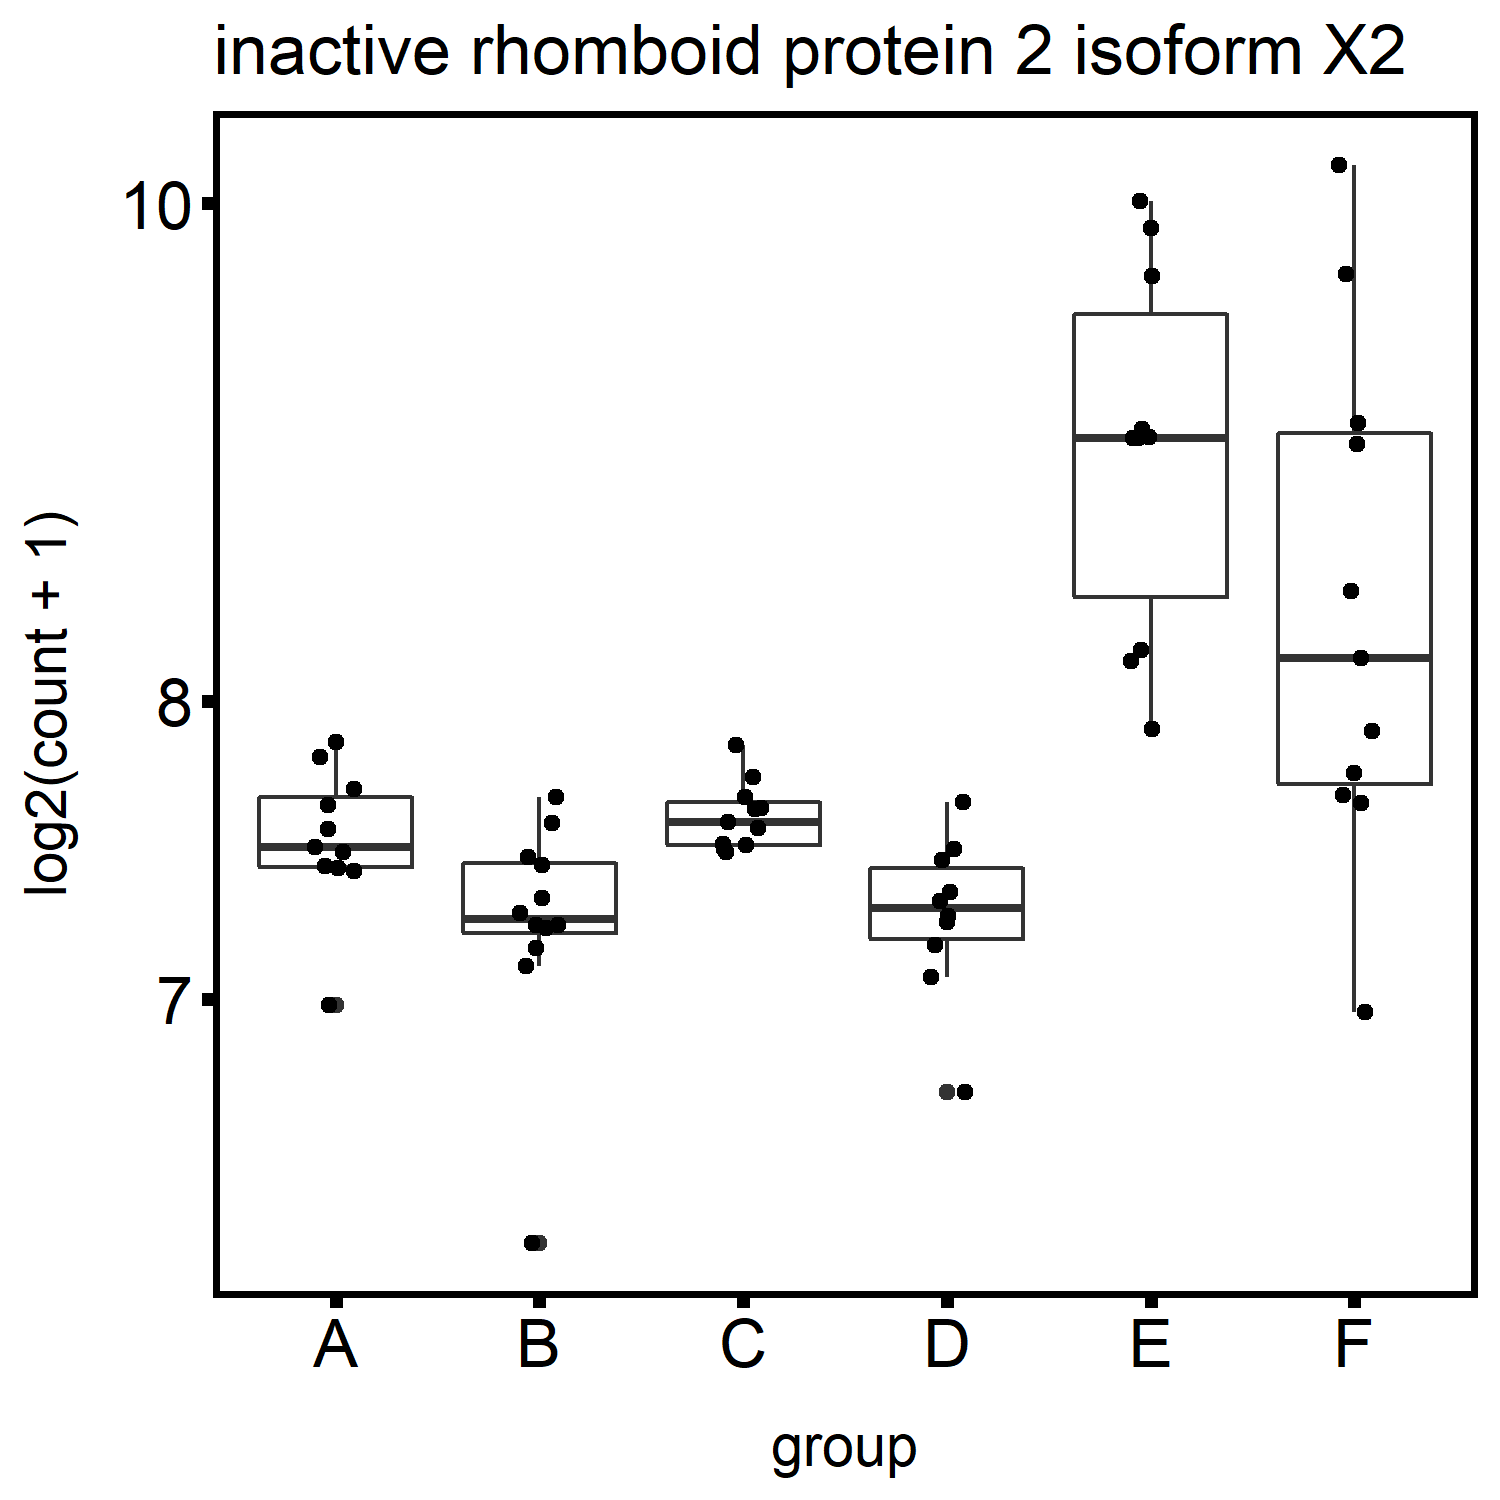 inactive rhomboid protein 2 isoform X2
log2(count + 1)
10
8
7
A B C D E F
group